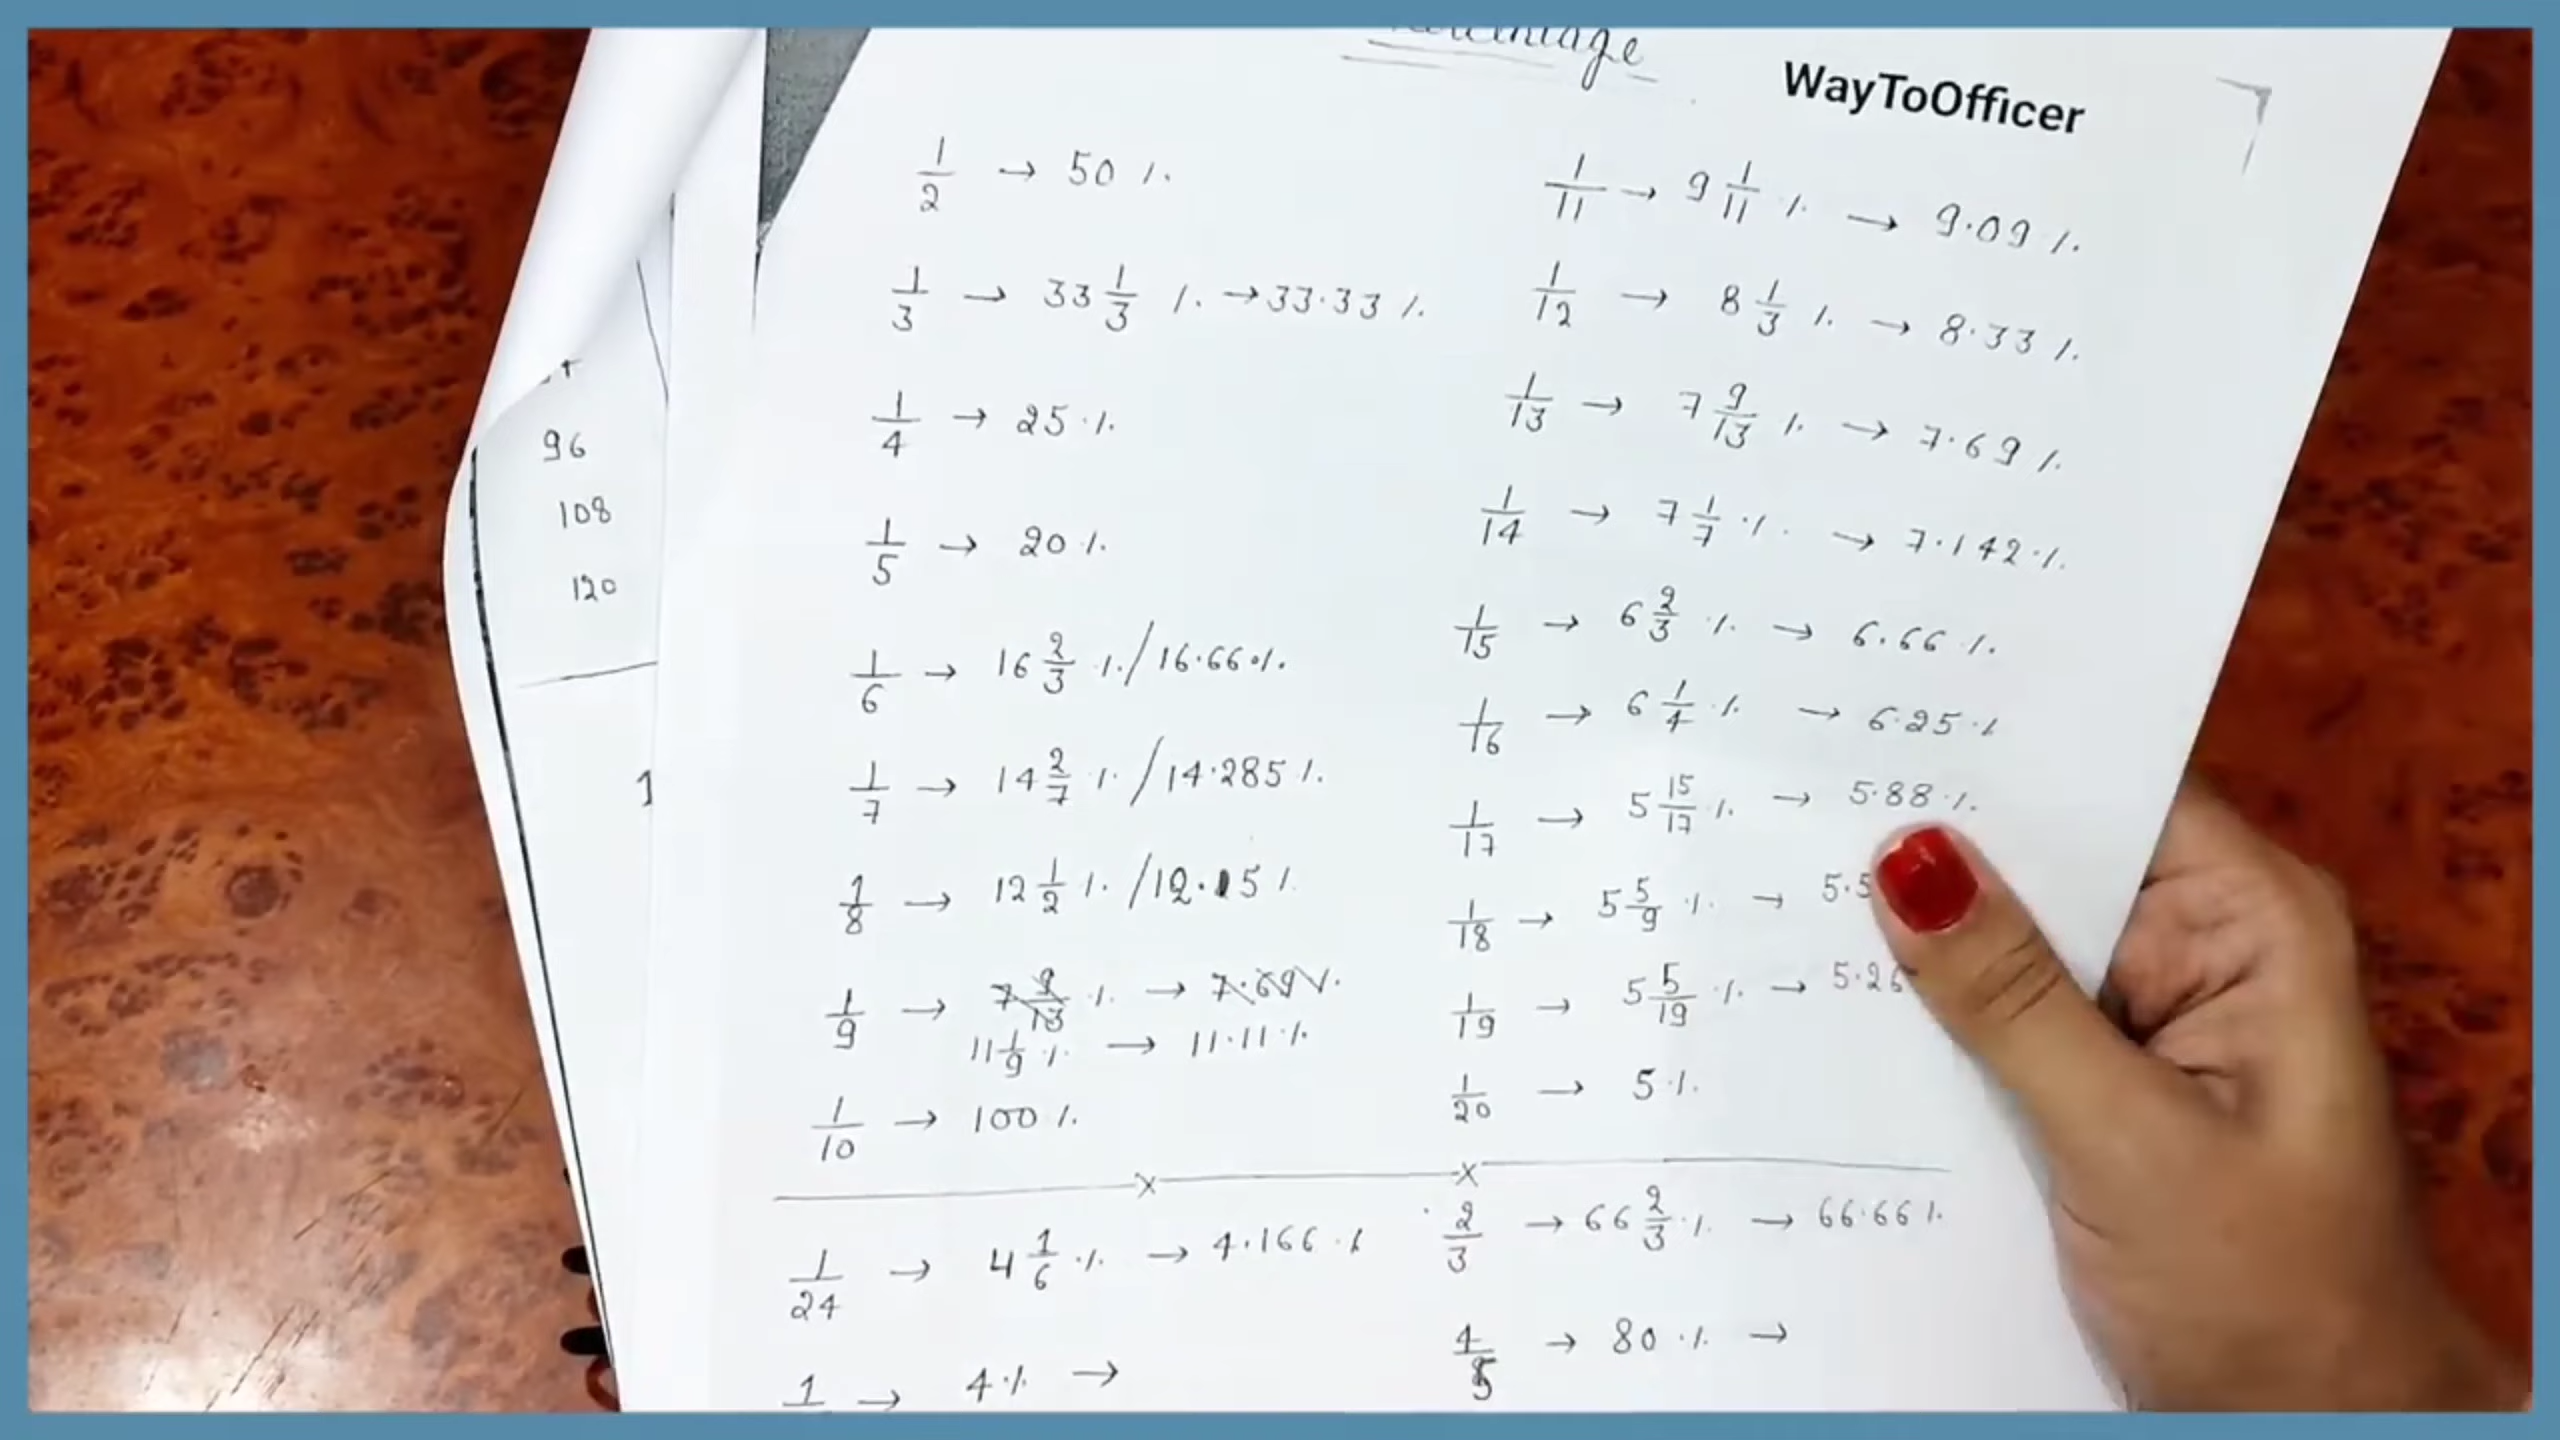 WayToOfficer
96
108
120
1
1/2 → 50 %
1/3 → 33 1/3 % → 33.33 %
1/4 → 25 %
1/5 → 20 %
1/6 → 16 2/3 % / 16.66 %
1/7 → 14 2/7 % / 14.285 %
1/8 → 12 1/2 % / 12. 5 %
1/9 → 7 9/13 % → 7.69 %
11 1/9 % → 11.11 %
1/10 → 100 %
1/11 → 9 1/11 % → 9.09 %
1/12 → 8 1/3 % → 8.33 %
1/13 → 7 9/13 % → 7.69 %
1/14 → 7 1/7 % → 7.142 %
1/15 → 6 2/3 % → 6.66 %
1/16 → 6 1/4 % → 6.25 %
1/17 → 5 15/17 % → 5.88 %
1/18 → 5 5/9 % → 5.5
1/19 → 5 5/19 % → 5.26
1/20 → 5 %
x x
1/24 → 4 1/6 % → 4.166 %
1 → 4 % →
2/3 → 66 2/3 % → 66.66 %
4/5 → 80 % →